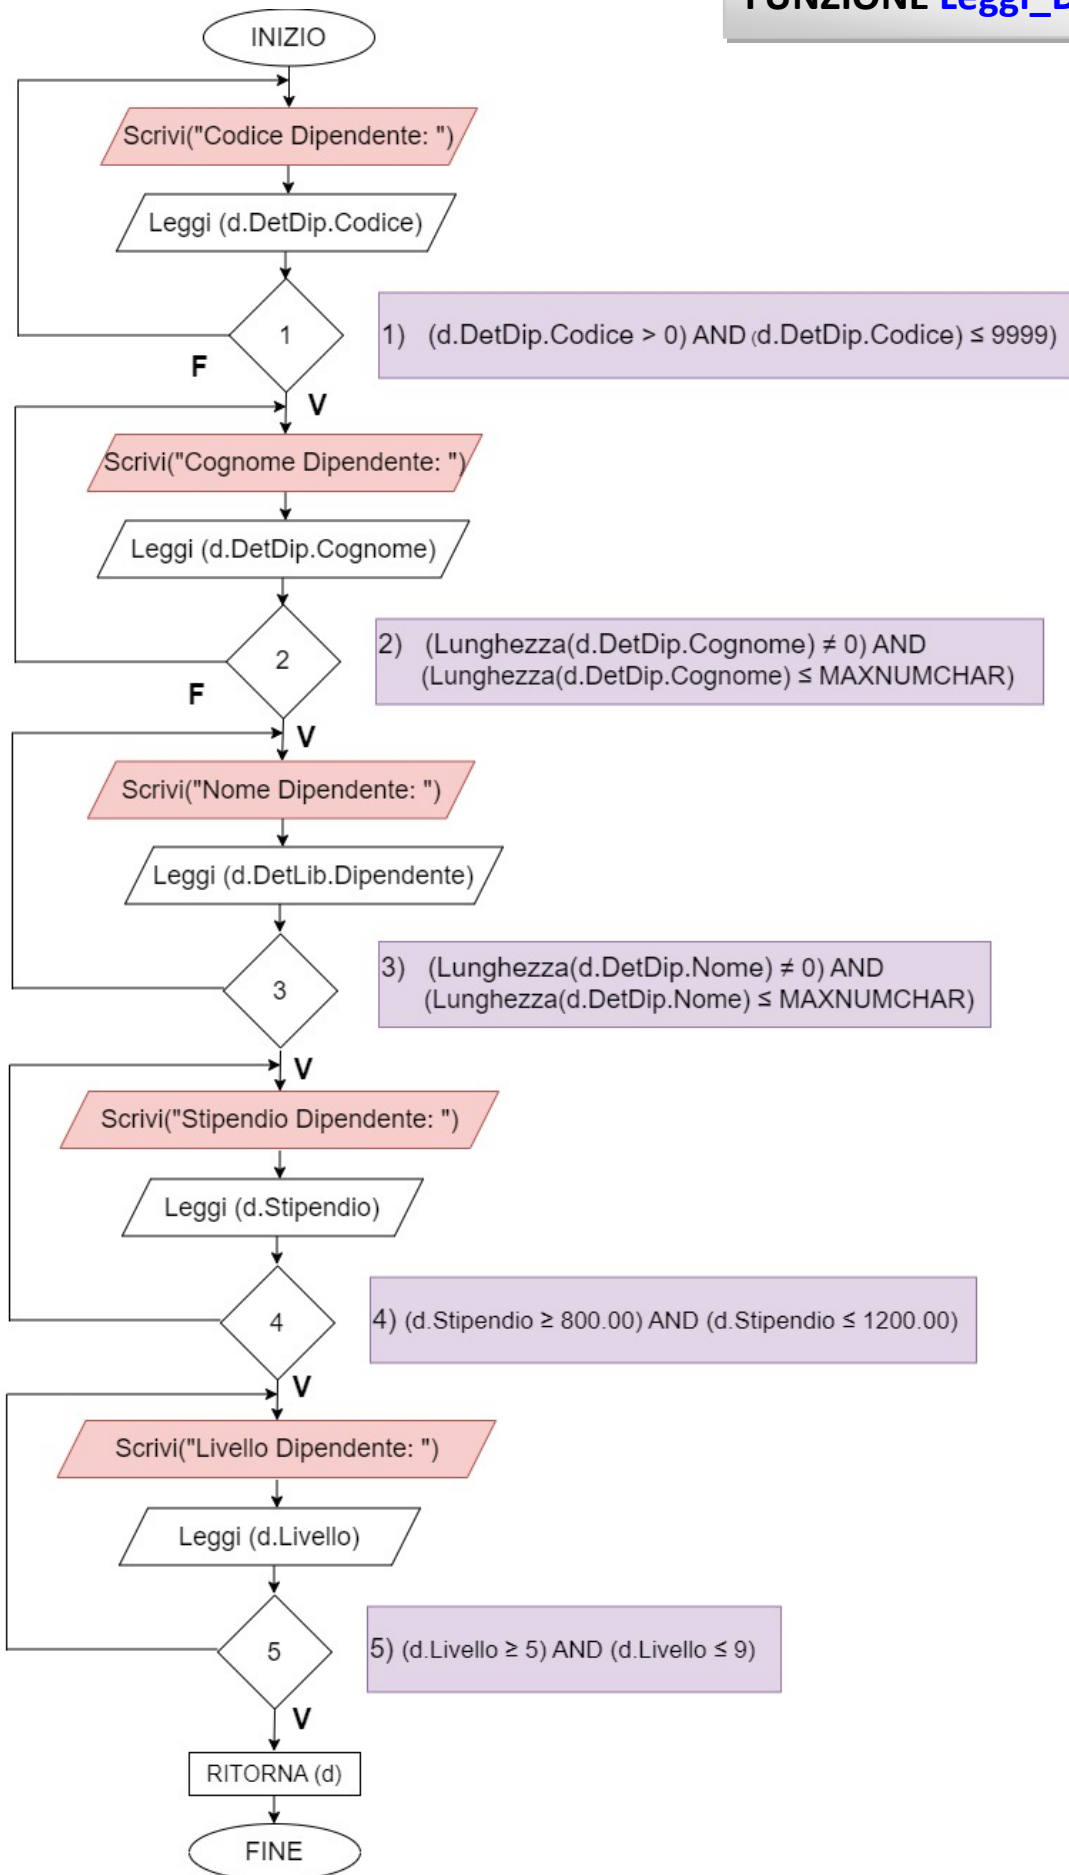 FUNZIONE Leggi_D
INIZIO
Scrivi("Codice Dipendente: ")
Leggi (d.DetDip.Codice)
1
1) (d.DetDip.Codice > 0) AND (d.DetDip.Codice) ≤ 9999)
F
V
Scrivi("Cognome Dipendente: ")
Leggi (d.DetDip.Cognome)
2
2) (Lunghezza(d.DetDip.Cognome) ≠ 0) AND
(Lunghezza(d.DetDip.Cognome) ≤ MAXNUMCHAR)
F
V
Scrivi("Nome Dipendente: ")
Leggi (d.DetLib.Dipendente)
3
3) (Lunghezza(d.DetDip.Nome) ≠ 0) AND
(Lunghezza(d.DetDip.Nome) ≤ MAXNUMCHAR)
V
Scrivi("Stipendio Dipendente: ")
Leggi (d.Stipendio)
4
4) (d.Stipendio ≥ 800.00) AND (d.Stipendio ≤ 1200.00)
V
Scrivi("Livello Dipendente: ")
Leggi (d.Livello)
5
5) (d.Livello ≥ 5) AND (d.Livello ≤ 9)
V
RITORNA (d)
FINE